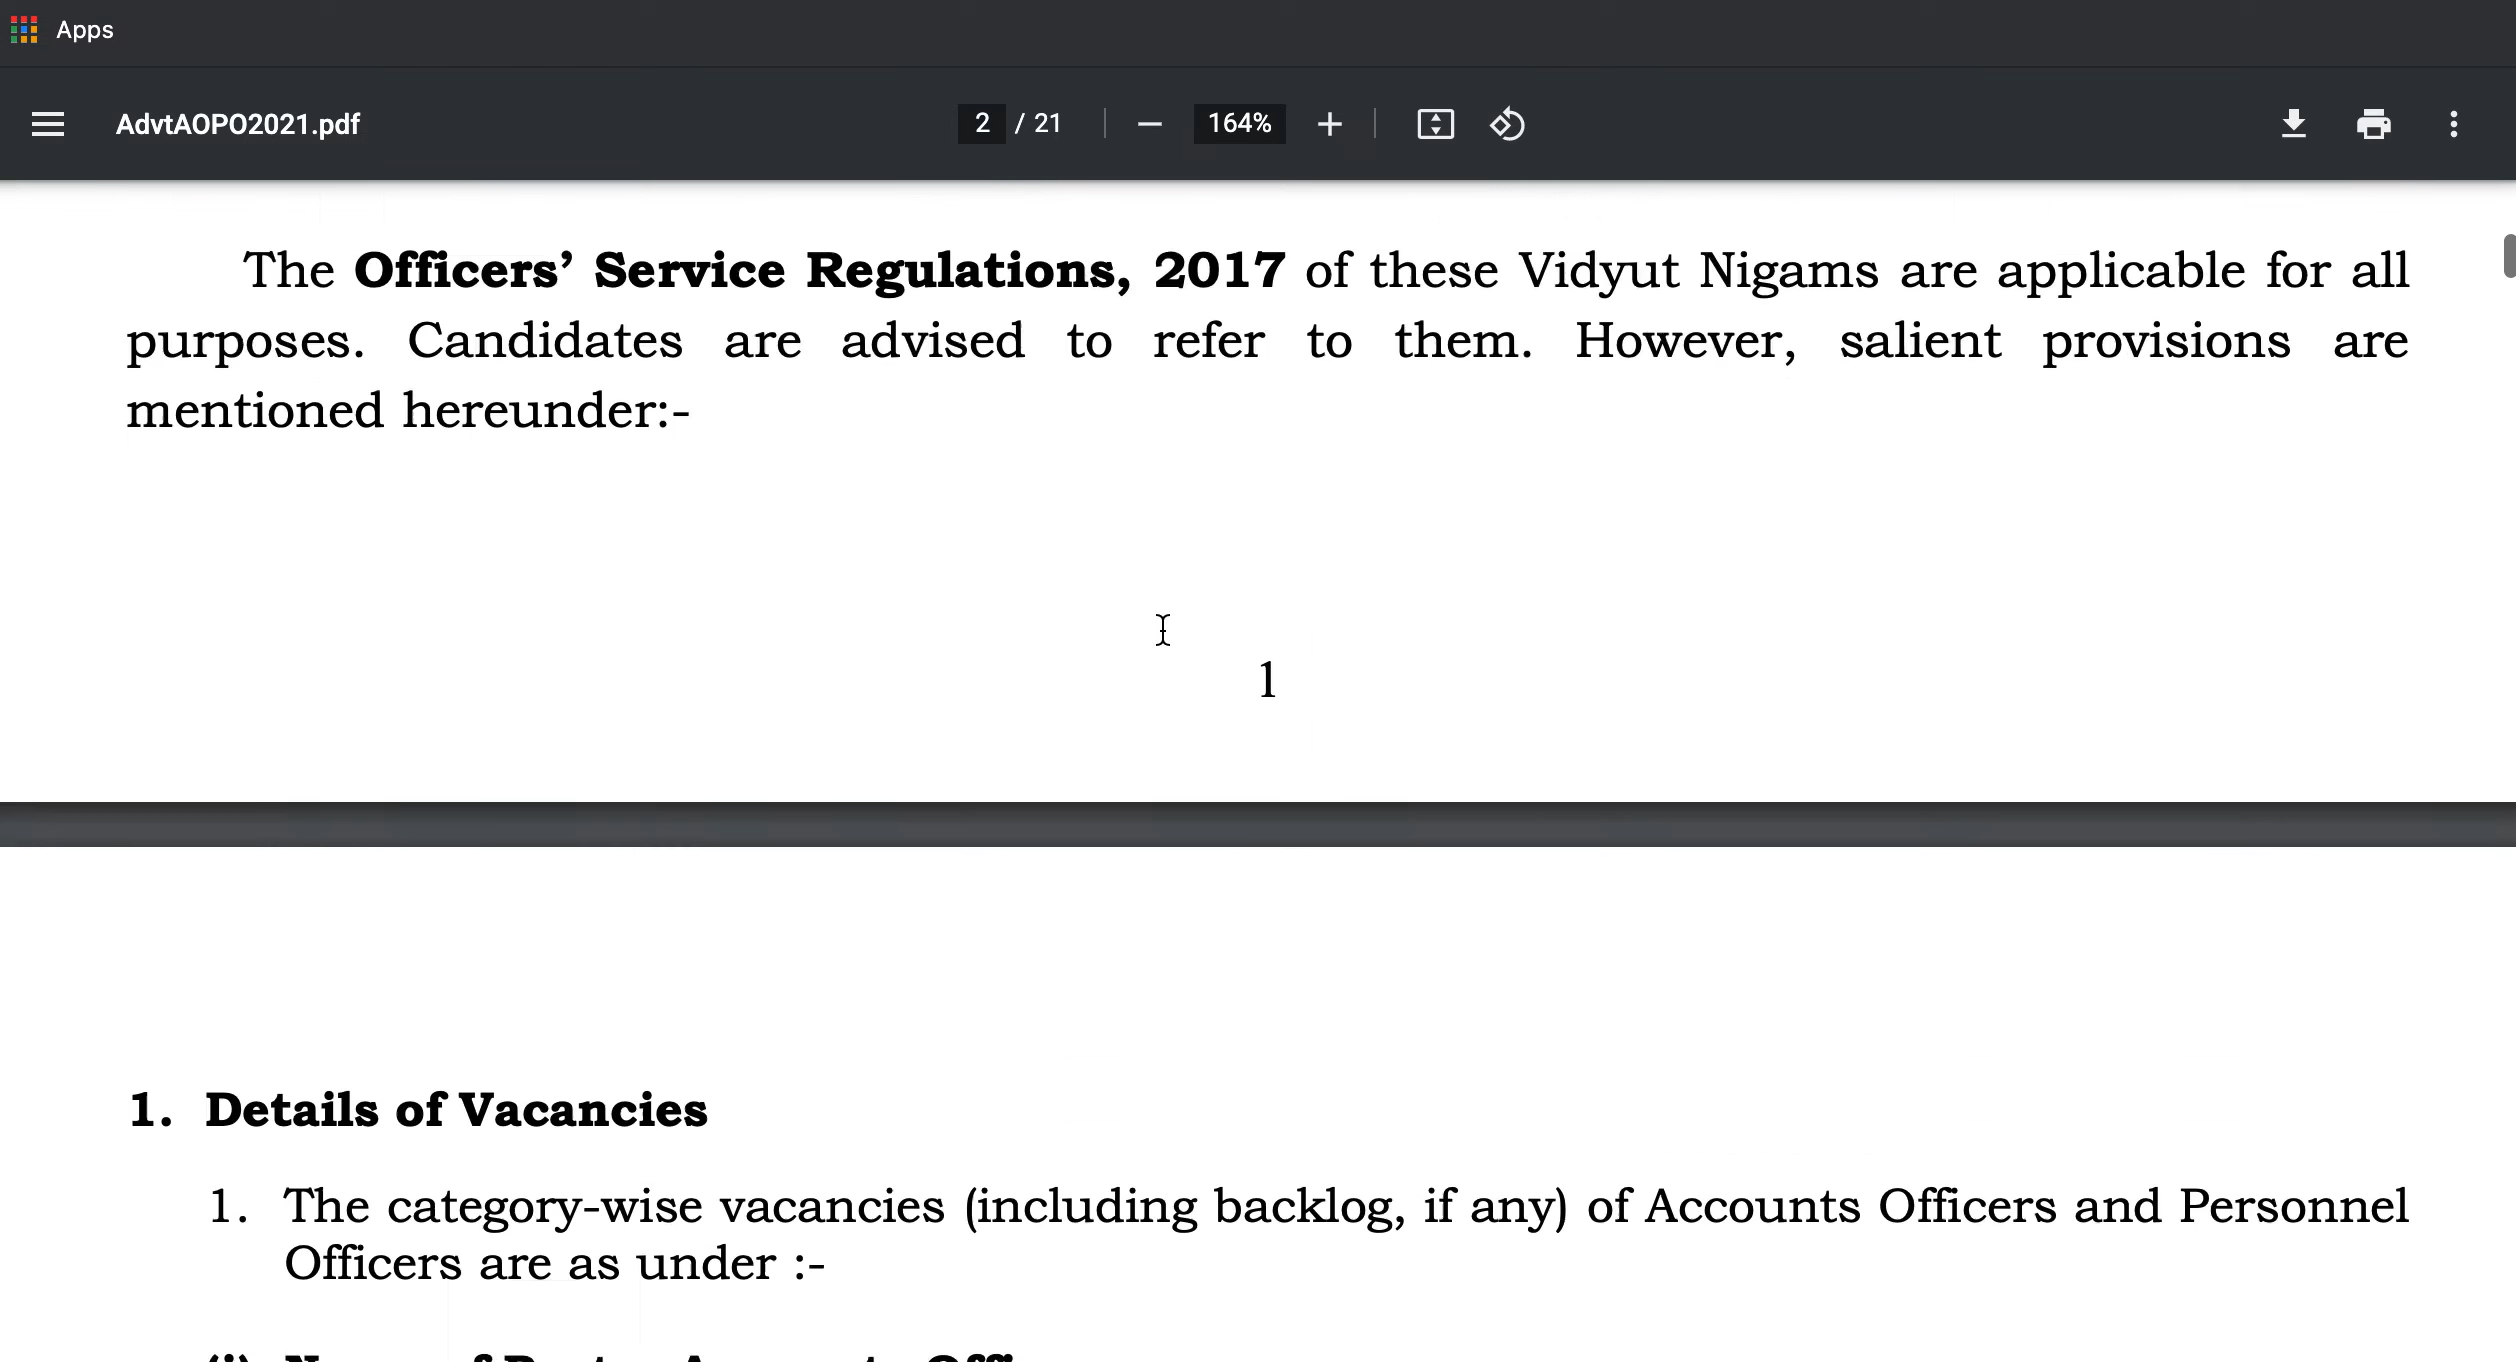 Apps
AdvtAOPO2021.pdf
2 / 21
164%
The Officers’ Service Regulations, 2017 of these Vidyut Nigams are applicable for all
purposes. Candidates are advised to refer to them. However, salient provisions are
mentioned hereunder:-
1
1. Details of Vacancies
1. The category-wise vacancies (including backlog, if any) of Accounts Officers and Personnel
Officers are as under :-